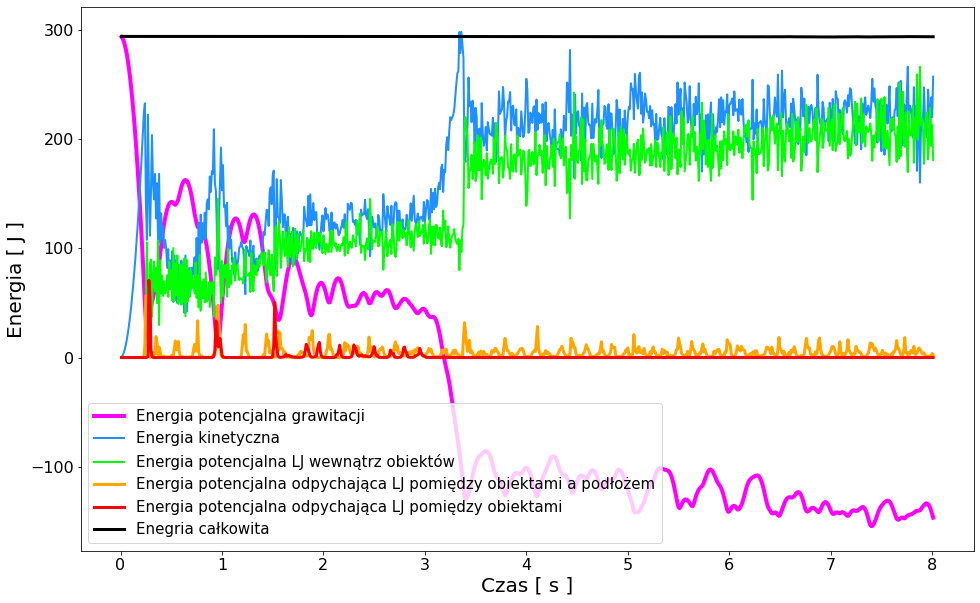 300
200
100
0
−100
Energia [ J ]
Energia potencjalna grawitacji
Energia kinetyczna
Energia potencjalna LJ wewnątrz obiektów
Energia potencjalna odpychająca LJ pomiędzy obiektami a podłożem
Energia potencjalna odpychająca LJ pomiędzy obiektami
Enegria całkowita
0 1 2 3 4 5 6 7 8
Czas [ s ]